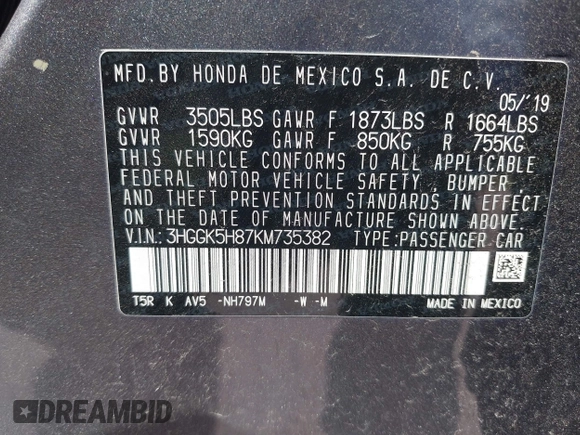 MFD. BY HONDA DE MEXICO S.A. DE C.V.
05/'19
GVWR 3505LBS GAWR F 1873LBS R 1664LBS
GVWR 1590KG GAWR F 850KG R 755KG
THIS VEHICLE CONFORMS TO ALL APPLICABLE
FEDERAL MOTOR VEHICLE SAFETY, BUMPER,
AND THEFT PREVENTION STANDARDS IN EFFECT
ON THE DATE OF MANUFACTURE SHOWN ABOVE.
V.I.N.: 3HGGK5H87KM735382 TYPE:PASSENGER CAR
T5R K AV5 -NH797M -W -M MADE IN MEXICO
DREAMBID